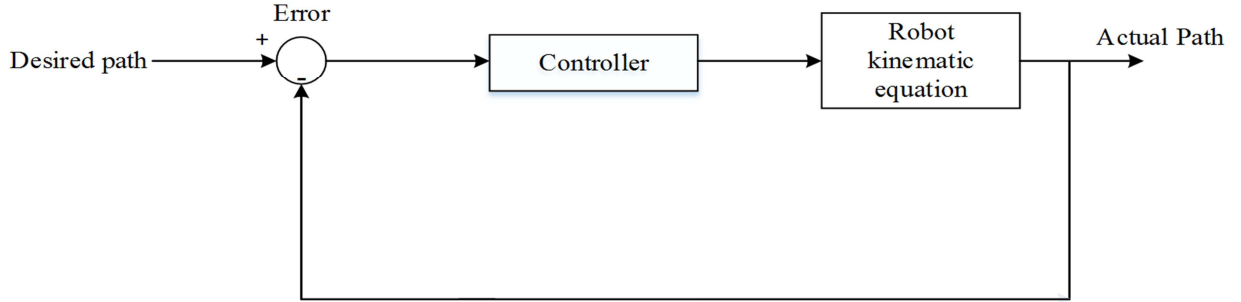 Error
+
Desired path
-
Controller
Robot
kinematic
equation
Actual Path